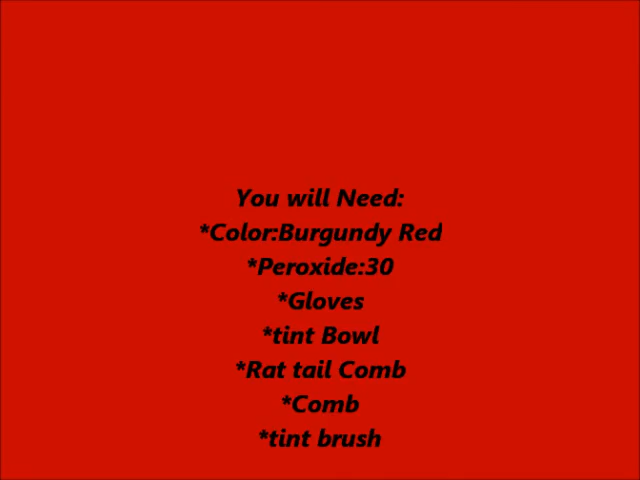 You will Need:
*Color:Burgundy Red
*Peroxide:30
*Gloves
*tint Bowl
*Rat tail Comb
*Comb
*tint brush